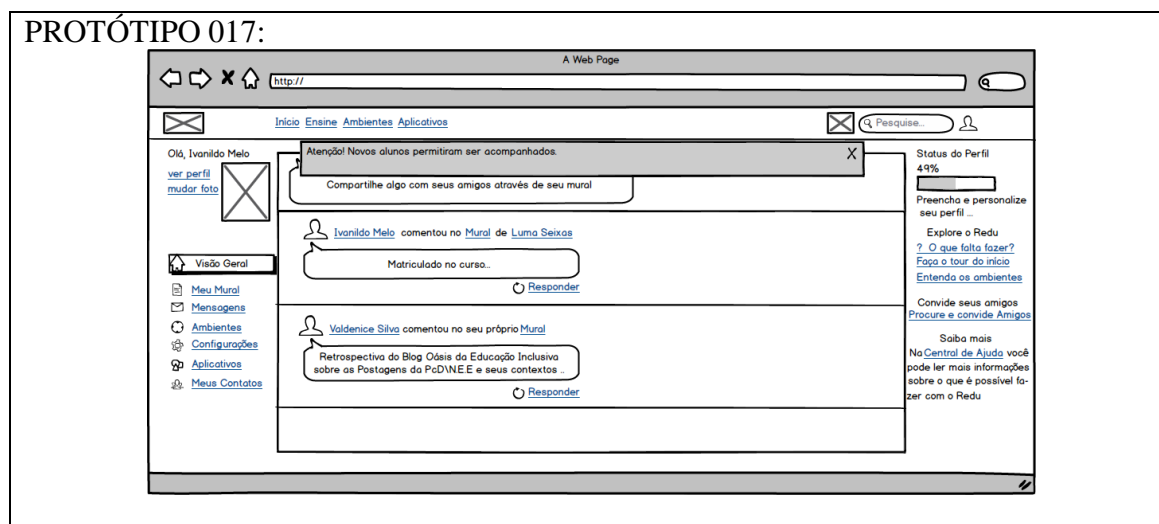 PROTÓTIPO 017:
A Web Page
http://
Início Ensine Ambientes Aplicativos
Pesquise...
Olá, Ivanildo Melo
ver perfil
mudar foto
Visão Geral
Meu Mural
Mensagens
Ambientes
Configurações
Aplicativos
Meus Contatos
Atenção! Novos alunos permitiram ser acompanhados. X
Compartilhe algo com seus amigos através de seu mural
Ivanildo Melo comentou no Mural de Luma Seixas
Matriculado no curso...
Responder
Valdenice Silva comentou no seu próprio Mural
Retrospectiva do Blog Oásis da Educação Inclusiva
sobre as Postagens da PcD\N.E.E e seus contextos ..
Responder
Status do Perfil
49%
Preencha e personalize
seu perfil ...
Explore o Redu
? O que falta fazer?
Faça o tour do início
Entenda os ambientes
Convide seus amigos
Procure e convide Amigos
Saiba mais
Na Central de Ajuda você
pode ler mais informações
sobre o que é possível fa-
zer com o Redu